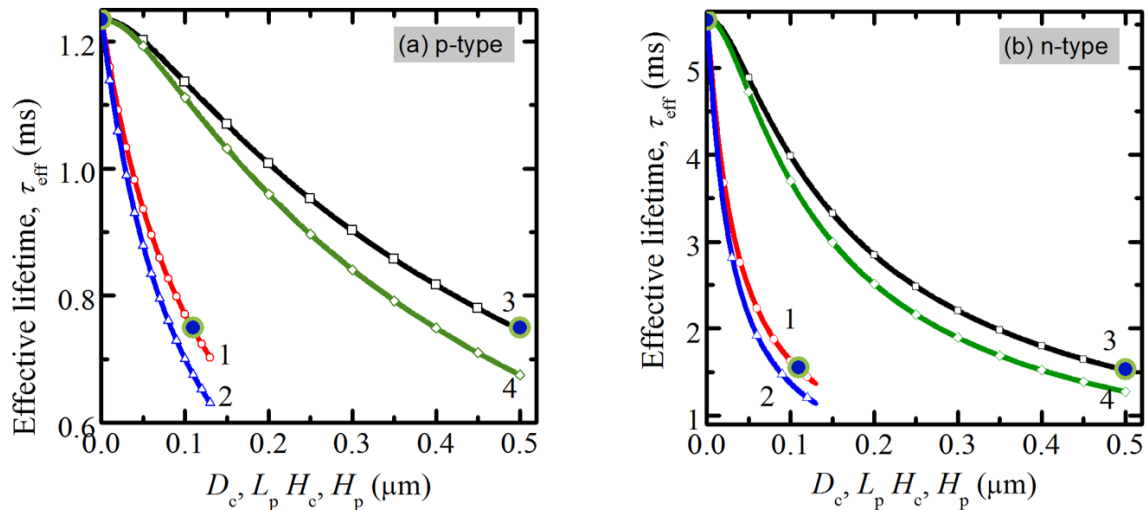 (a) p-type
Effective lifetime, τeff (ms)
1.2
1.0
0.8
0.6
1
2
3
4
0.0 0.1 0.2 0.3 0.4 0.5
Dc, Lp Hc, Hp (μm)
(b) n-type
Effective lifetime, τeff (ms)
5
4
3
2
1
1
2
3
4
0.0 0.1 0.2 0.3 0.4 0.5
Dc, Lp Hc, Hp (μm)